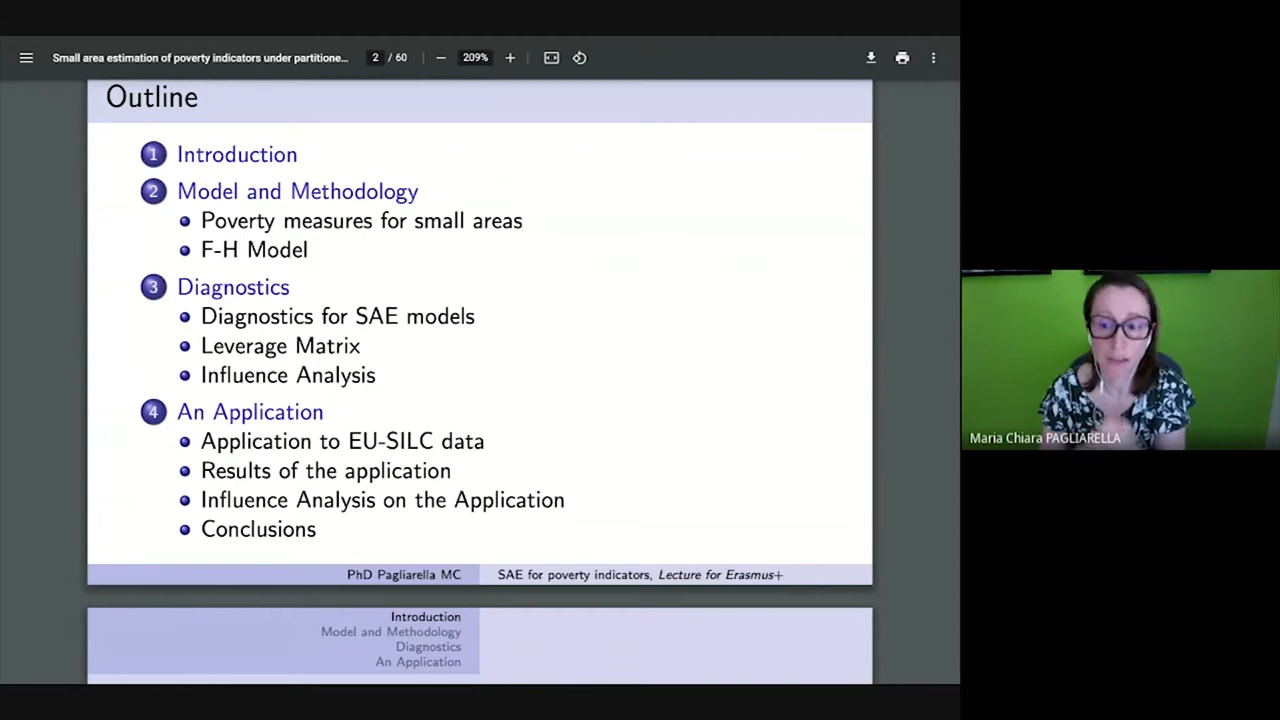 Small area estimation of poverty indicators under partitione... 2 / 60 209%
Outline
1 Introduction
2 Model and Methodology
Poverty measures for small areas
F-H Model
3 Diagnostics
Diagnostics for SAE models
Leverage Matrix
Influence Analysis
4 An Application
Application to EU-SILC data
Results of the application
Influence Analysis on the Application
Conclusions
PhD Pagliarella MC SAE for poverty indicators, Lecture for Erasmus+
Introduction
Model and Methodology
Diagnostics
An Application
Maria Chiara PAGLIARELLA